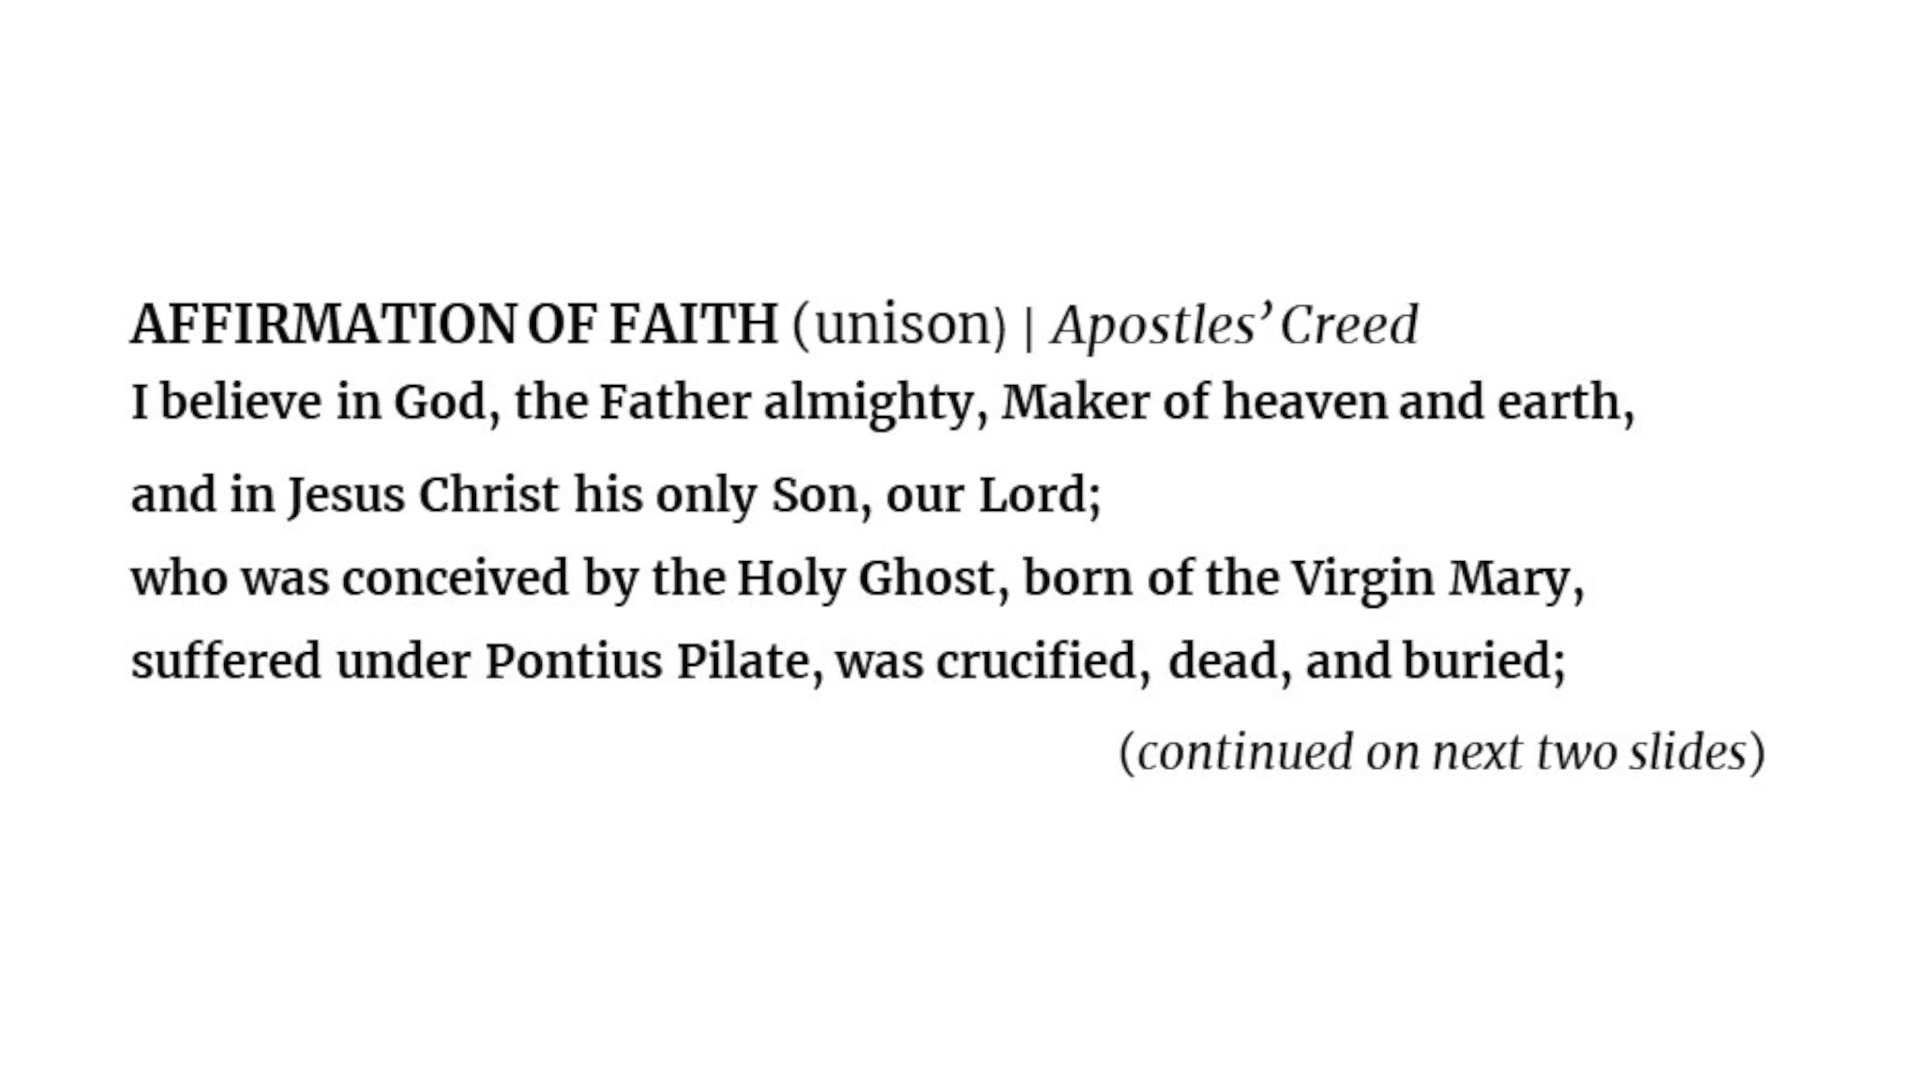 AFFIRMATION OF FAITH (unison) | Apostles’ Creed
I believe in God, the Father almighty, Maker of heaven and earth,
and in Jesus Christ his only Son, our Lord;
who was conceived by the Holy Ghost, born of the Virgin Mary,
suffered under Pontius Pilate, was crucified, dead, and buried;
(continued on next two slides)